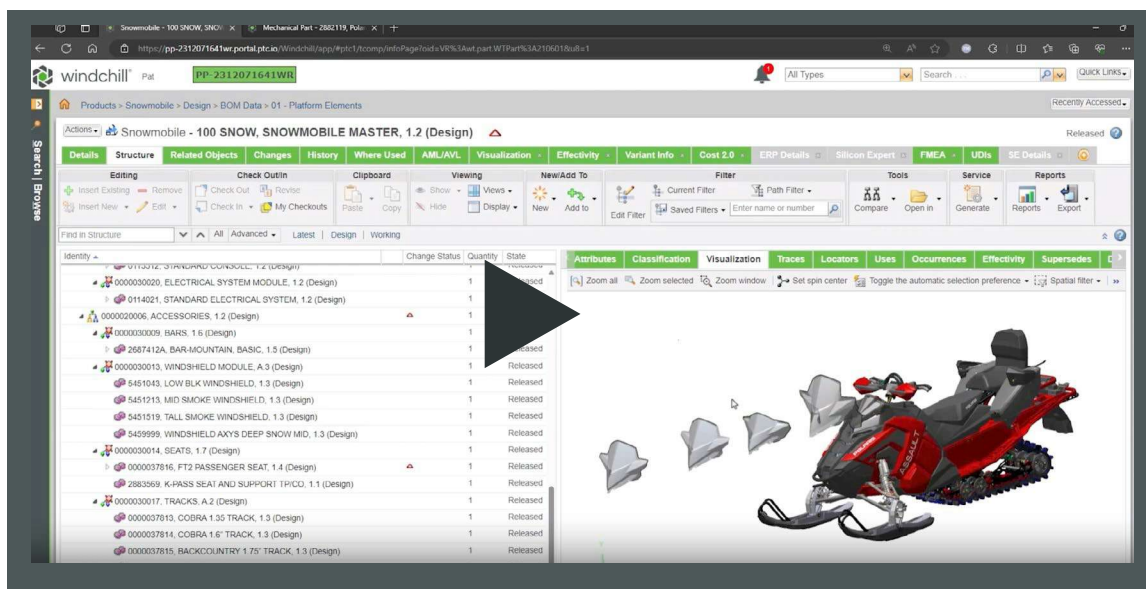 Snowmobile - 100 SNOW, SNOW
Mechanical Part - 2882119, Polar
https://pp-2312071641wr.portal.ptc.io/Windchill/app/#ptc1/tcomp/infoPage?oid=VR%3Awt.part.WTPart%3A2106018&u8=1
windchill Pat PP-2312071641WR All Types Search . . . Quick Links
Products > Snowmobile > Design > BOM Data > 01 - Platform Elements Recently Accessed
Actions Snowmobile - 100 SNOW, SNOWMOBILE MASTER, 1.2 (Design) Released
Details Structure Related Objects Changes History Where Used AML/AVL Visualization Effectivity Variant Info Cost 2.0 ERP Details Silicon Expert FMEA UDIs SE Details
Search | Browse
Editing Check Out/In Clipboard Viewing New/Add To Filter Tools Service Reports
Insert Existing Remove Check Out Revise Paste Copy Show Views New Add to Edit Filter Current Filter Path Filter Compare Open in Generate Reports Export
Insert New Edit Check In My Checkouts Hide Display Saved Filters Enter name or number
Find in Structure All Advanced Latest | Design | Working
Identity Change Status Quantity State Attributes Classification Visualization Traces Locators Uses Occurrences Effectivity Supersedes
Zoom all Zoom selected Zoom window Set spin center Toggle the automatic selection preference Spatial filter
STANDARD CONSOLE, 1.2 (Design)
0000030020, ELECTRICAL SYSTEM MODULE, 1.2 (Design) 1
0114021, STANDARD ELECTRICAL SYSTEM, 1.2 (Design) 1
0000020006, ACCESSORIES, 1.2 (Design) 1
0000030009, BARS, 1.6 (Design) 1
2687412A, BAR-MOUNTAIN, BASIC, 1.5 (Design) 1
0000030013, WINDSHIELD MODULE, A.3 (Design) 1 Released
5451043, LOW BLK WINDSHIELD, 1.3 (Design) 1 Released
5451213, MID SMOKE WINDSHIELD, 1.3 (Design) 1 Released
5451519, TALL SMOKE WINDSHIELD, 1.3 (Design) 1 Released
5459999, WINDSHIELD AXYS DEEP SNOW MID, 1.3 (Design) 1 Released
0000030014, SEATS, 1.7 (Design) 1 Released
0000037816, FT2 PASSENGER SEAT, 1.4 (Design) 1 Released
2883569, K-PASS SEAT AND SUPPORT TP/CO, 1.1 (Design) 1 Released
0000030017, TRACKS, A.2 (Design) 1 Released
0000037813, COBRA 1.35 TRACK, 1.3 (Design) 1 Released
0000037814, COBRA 1.6" TRACK, 1.3 (Design) 1 Released
0000037815, BACKCOUNTRY 1.75" TRACK, 1.3 (Design) 1 Released
POLARIS
ASSAULT